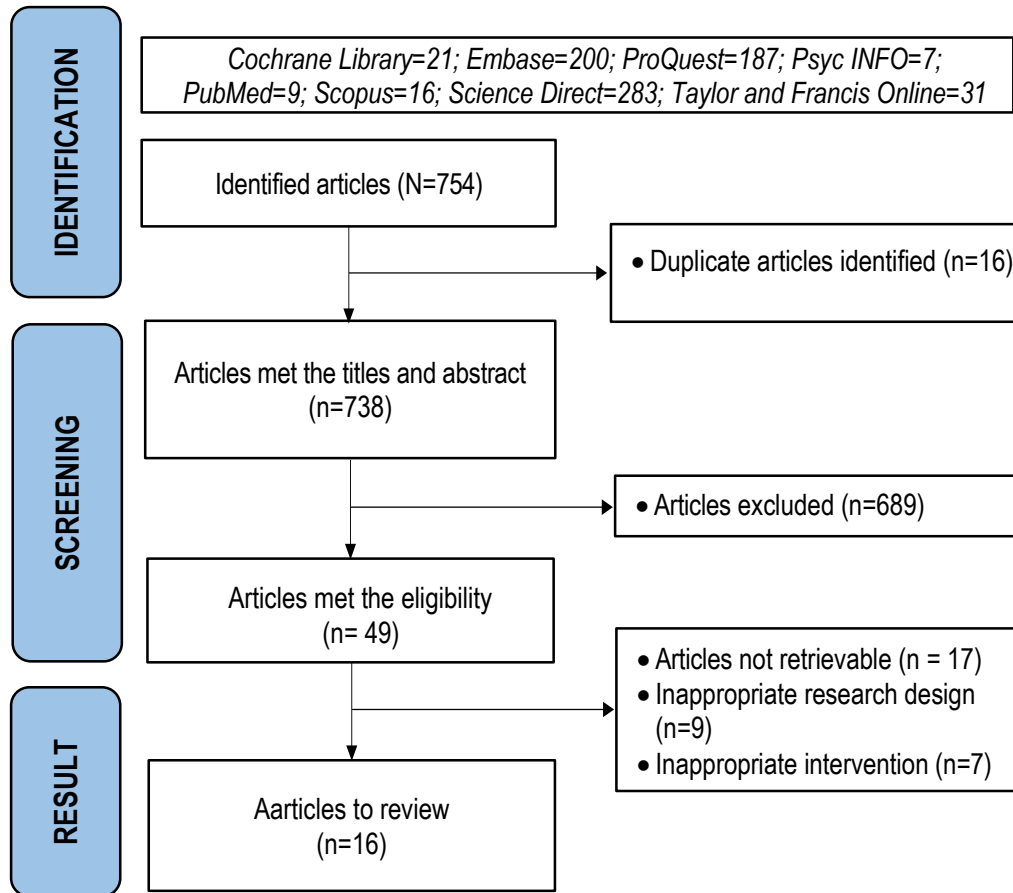 IDENTIFICATION
Cochrane Library=21; Embase=200; ProQuest=187; Psyc INFO=7;
PubMed=9; Scopus=16; Science Direct=283; Taylor and Francis Online=31
Identified articles (N=754)
• Duplicate articles identified (n=16)
SCREENING
Articles met the titles and abstract
(n=738)
• Articles excluded (n=689)
Articles met the eligibility
(n= 49)
• Articles not retrievable (n = 17)
• Inappropriate research design
(n=9)
• Inappropriate intervention (n=7)
RESULT
Aarticles to review
(n=16)